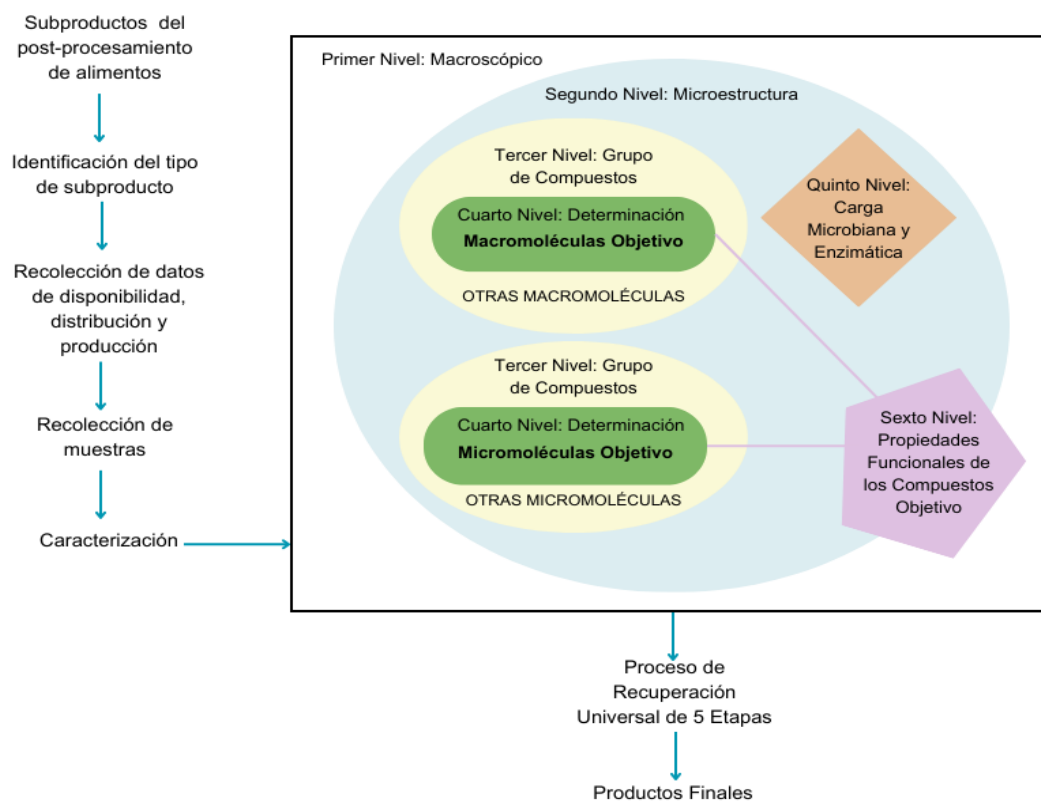 Subproductos del
post-procesamiento
de alimentos
Identificación del tipo
de subproducto
Recolección de datos
de disponibilidad,
distribución y
producción
Recolección de
muestras
Caracterización
Primer Nivel: Macroscópico
Segundo Nivel: Microestructura
Tercer Nivel: Grupo
de Compuestos
Cuarto Nivel: Determinación
Macromoléculas Objetivo
OTRAS MACROMOLÉCULAS
Tercer Nivel: Grupo
de Compuestos
Cuarto Nivel: Determinación
Micromoléculas Objetivo
OTRAS MICROMOLÉCULAS
Quinto Nivel:
Carga
Microbiana y
Enzimática
Sexto Nivel:
Propiedades
Funcionales de
los Compuestos
Objetivo
Proceso de
Recuperación
Universal de 5 Etapas
Productos Finales